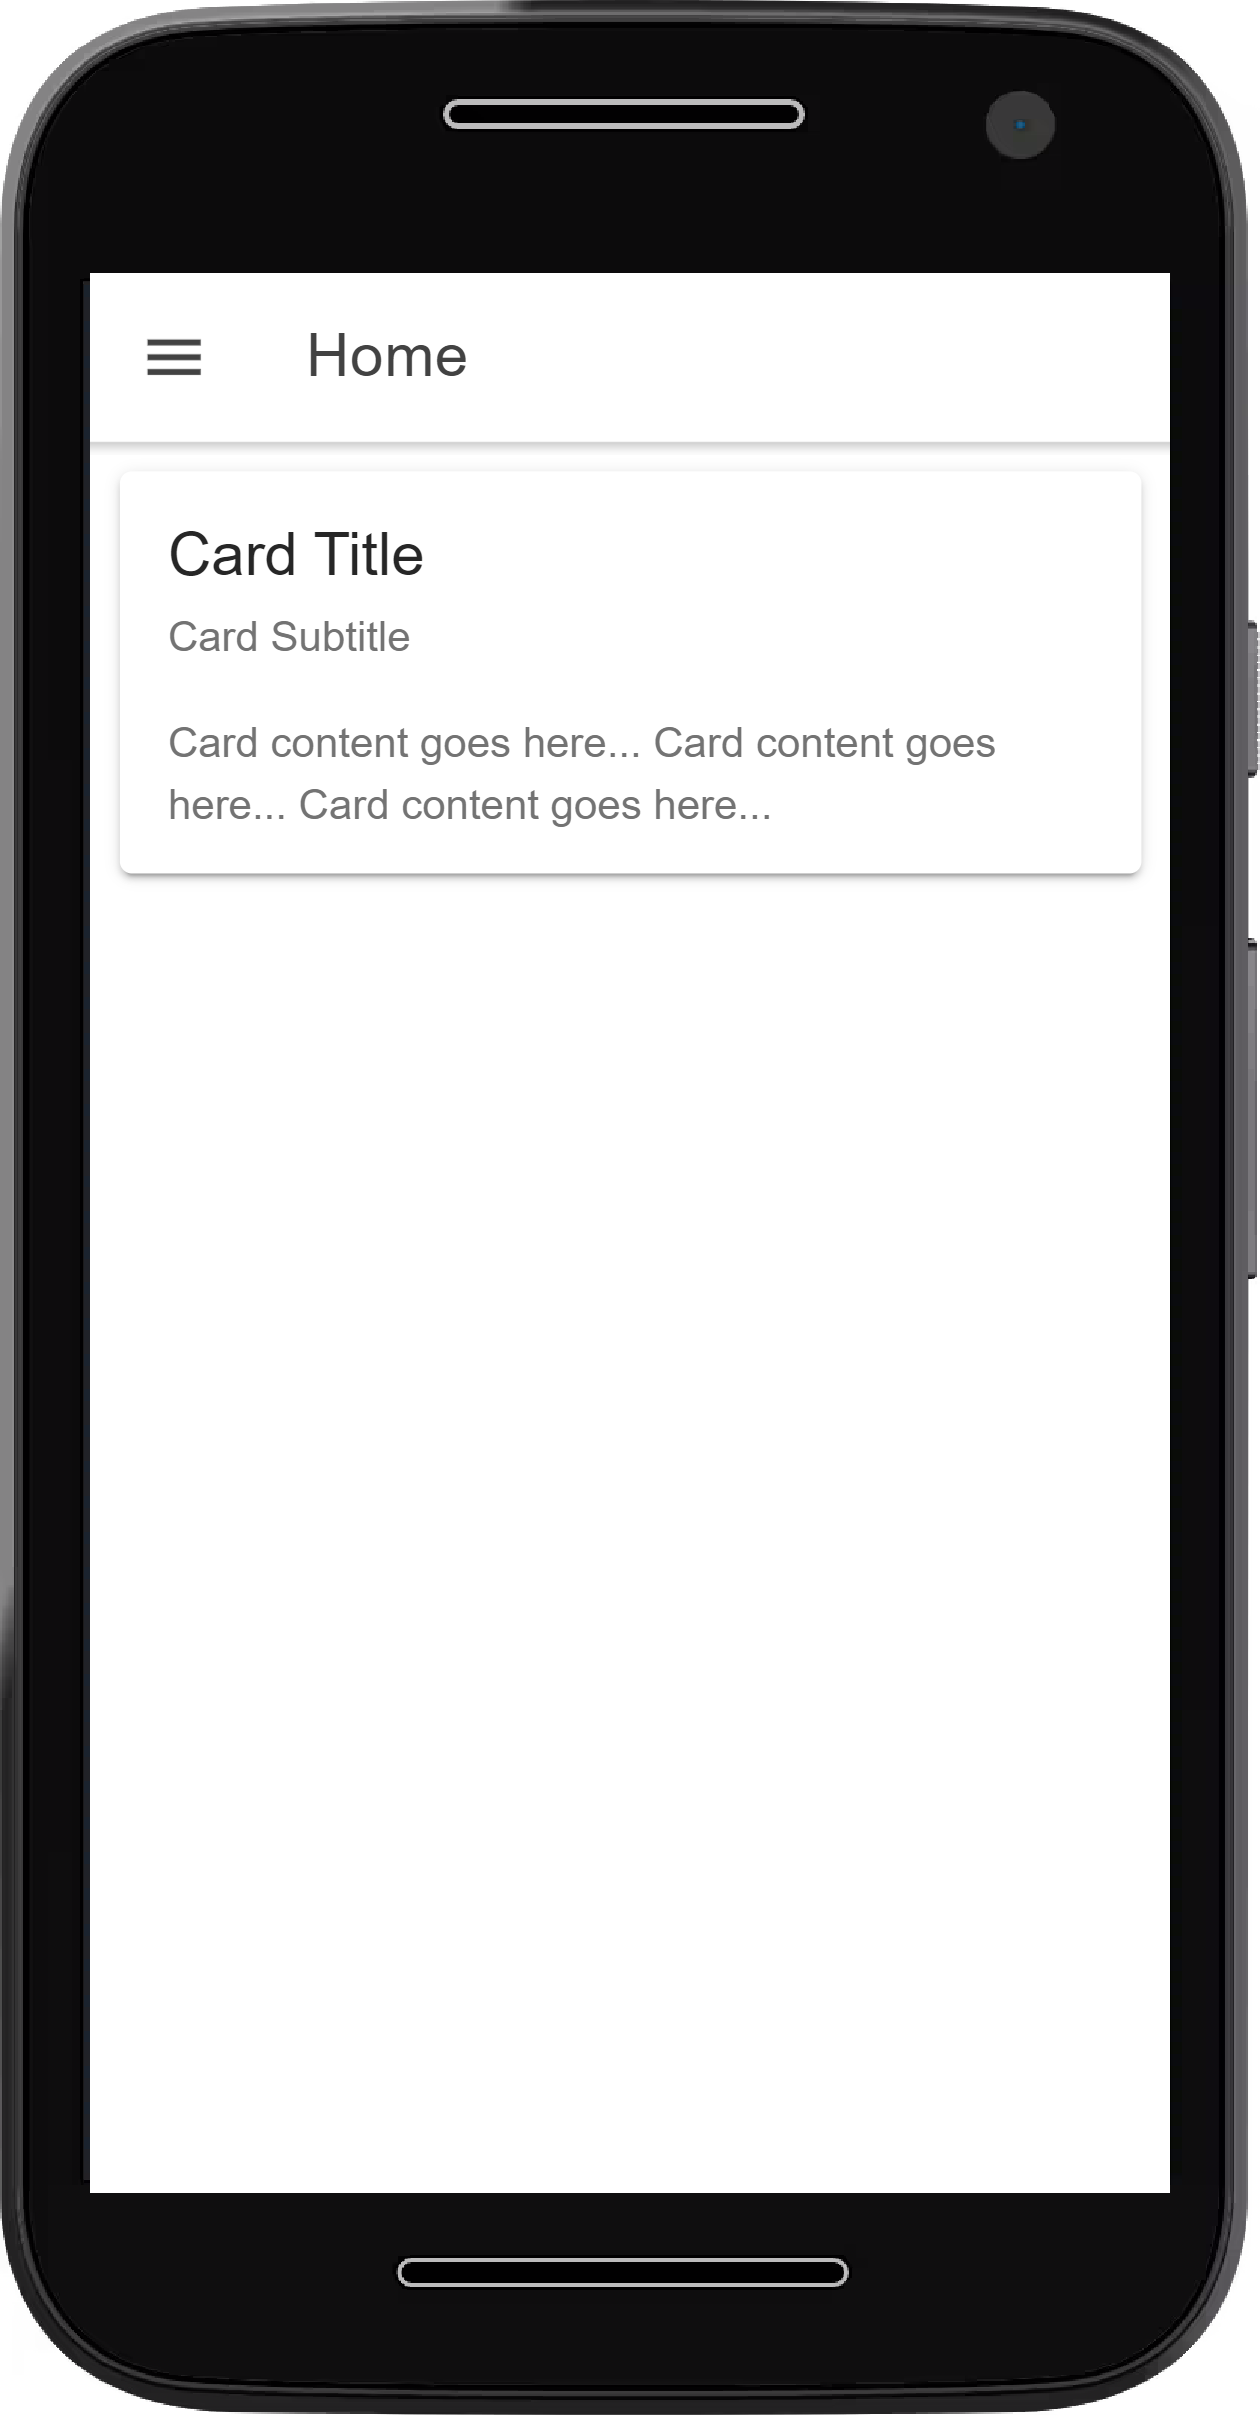 Home
Card Title
Card Subtitle
Card content goes here... Card content goes
here... Card content goes here...